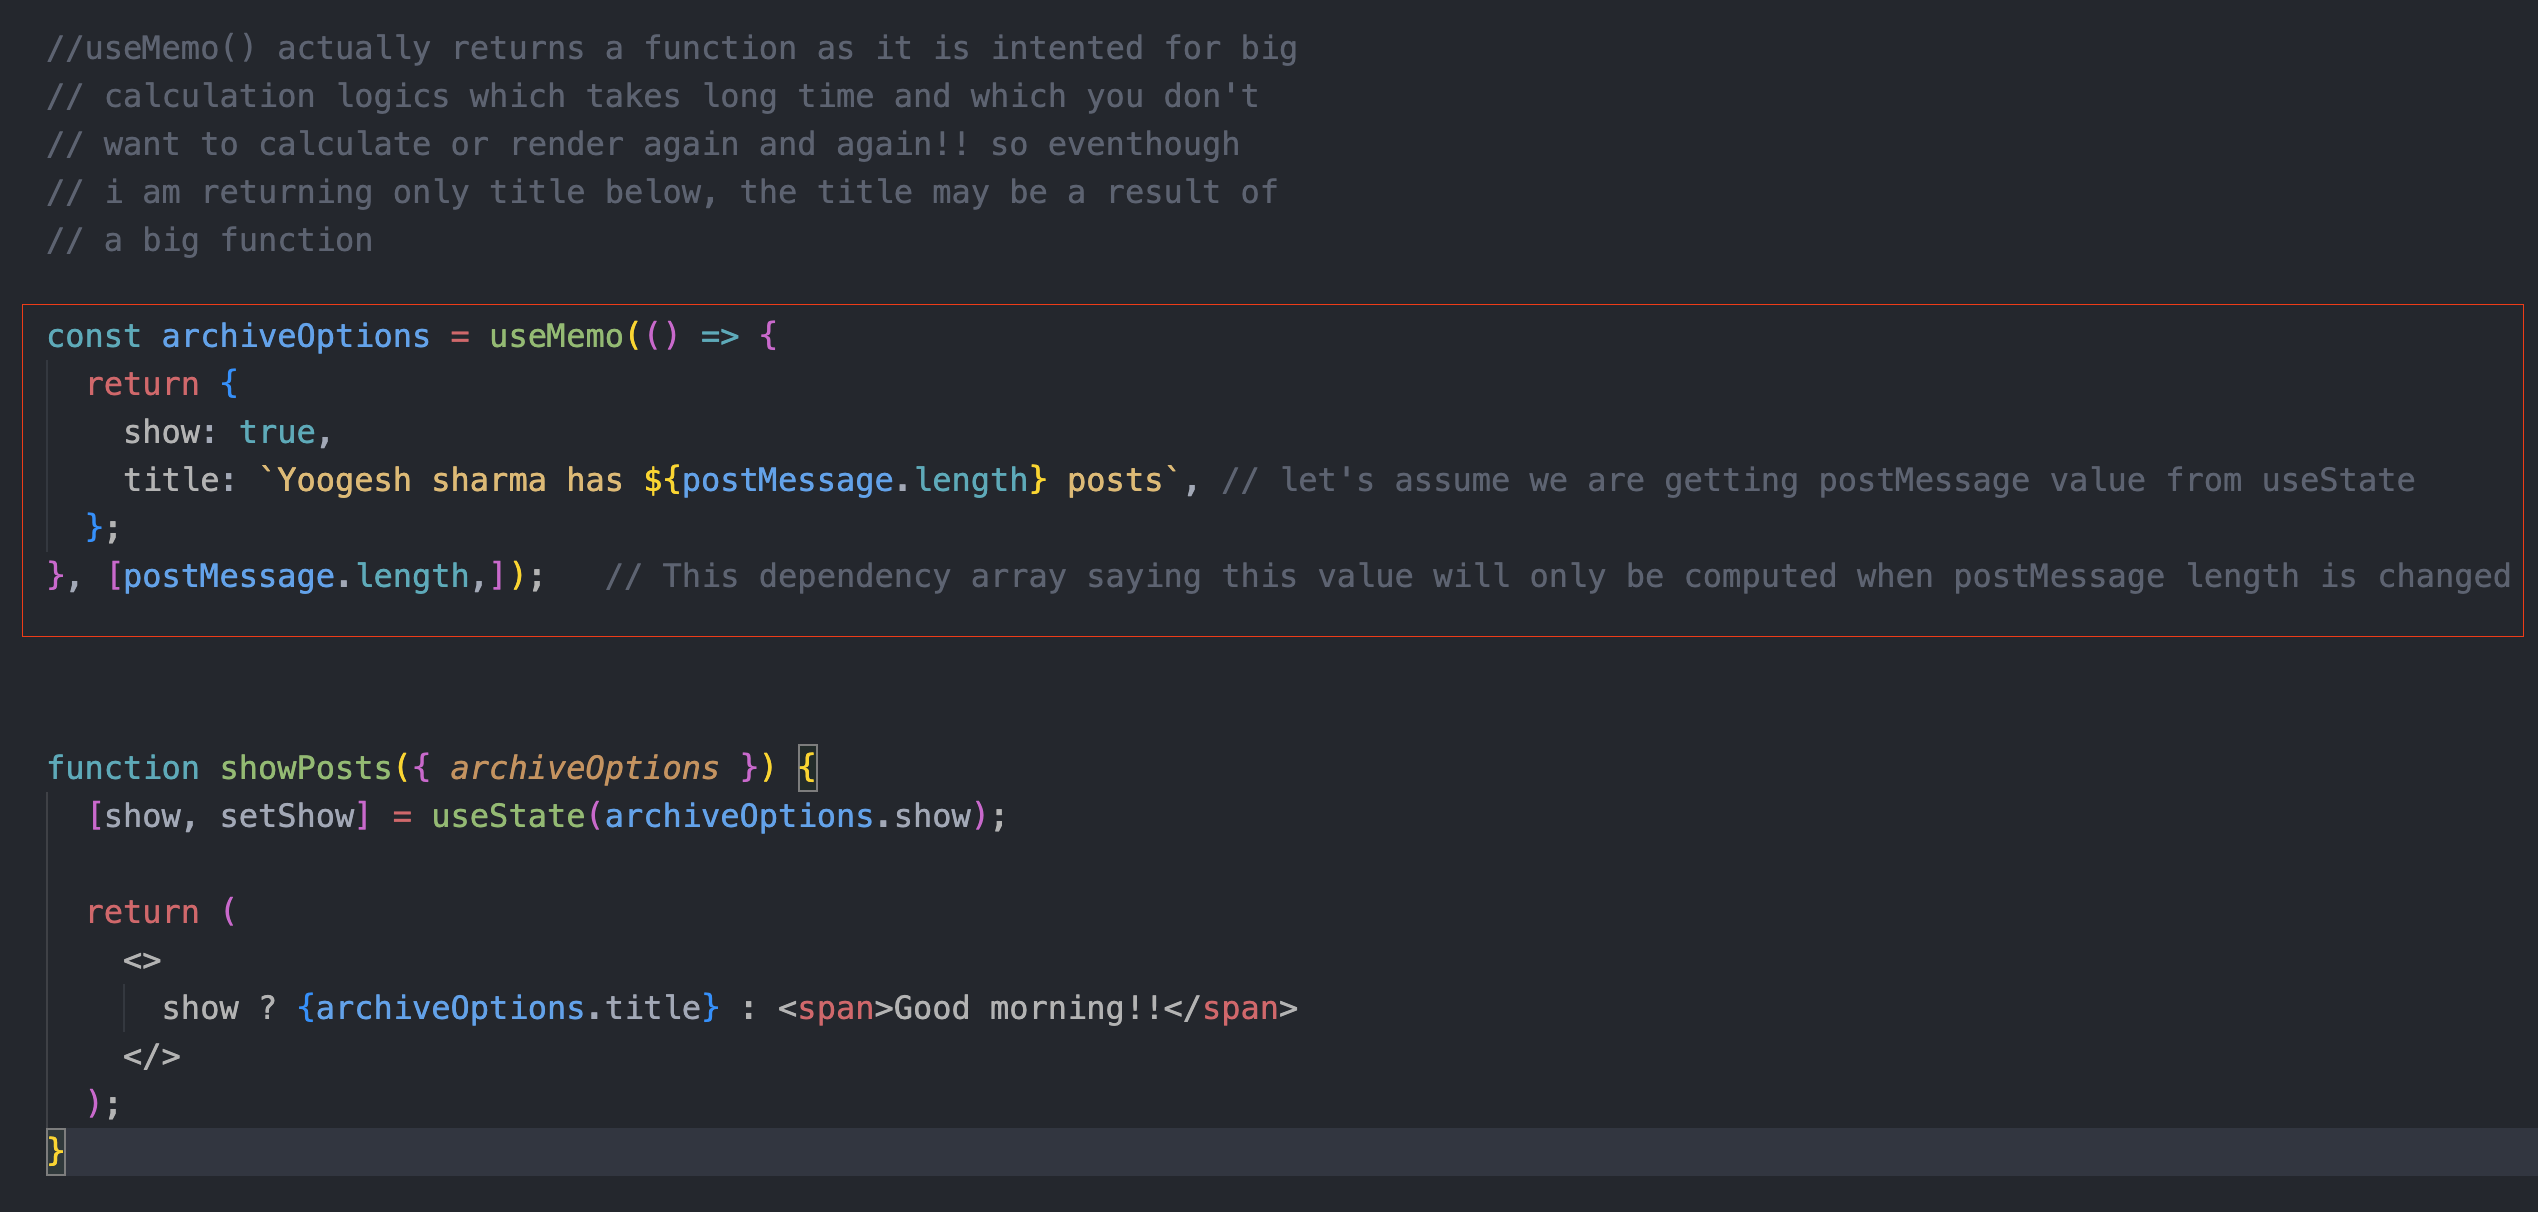 //useMemo() actually returns a function as it is intented for big
// calculation logics which takes long time and which you don't
// want to calculate or render again and again!! so eventhough
// i am returning only title below, the title may be a result of
// a big function
const archiveOptions = useMemo(() => {
return {
show: true,
title: `Yoogesh sharma has ${postMessage.length} posts`, // let's assume we are getting postMessage value from useState
};
}, [postMessage.length,]);   // This dependency array saying this value will only be computed when postMessage length is changed
function showPosts({ archiveOptions }) {
[show, setShow] = useState(archiveOptions.show);
return (
<>
show ? {archiveOptions.title} : <span>Good morning!!</span>
</>
);
}